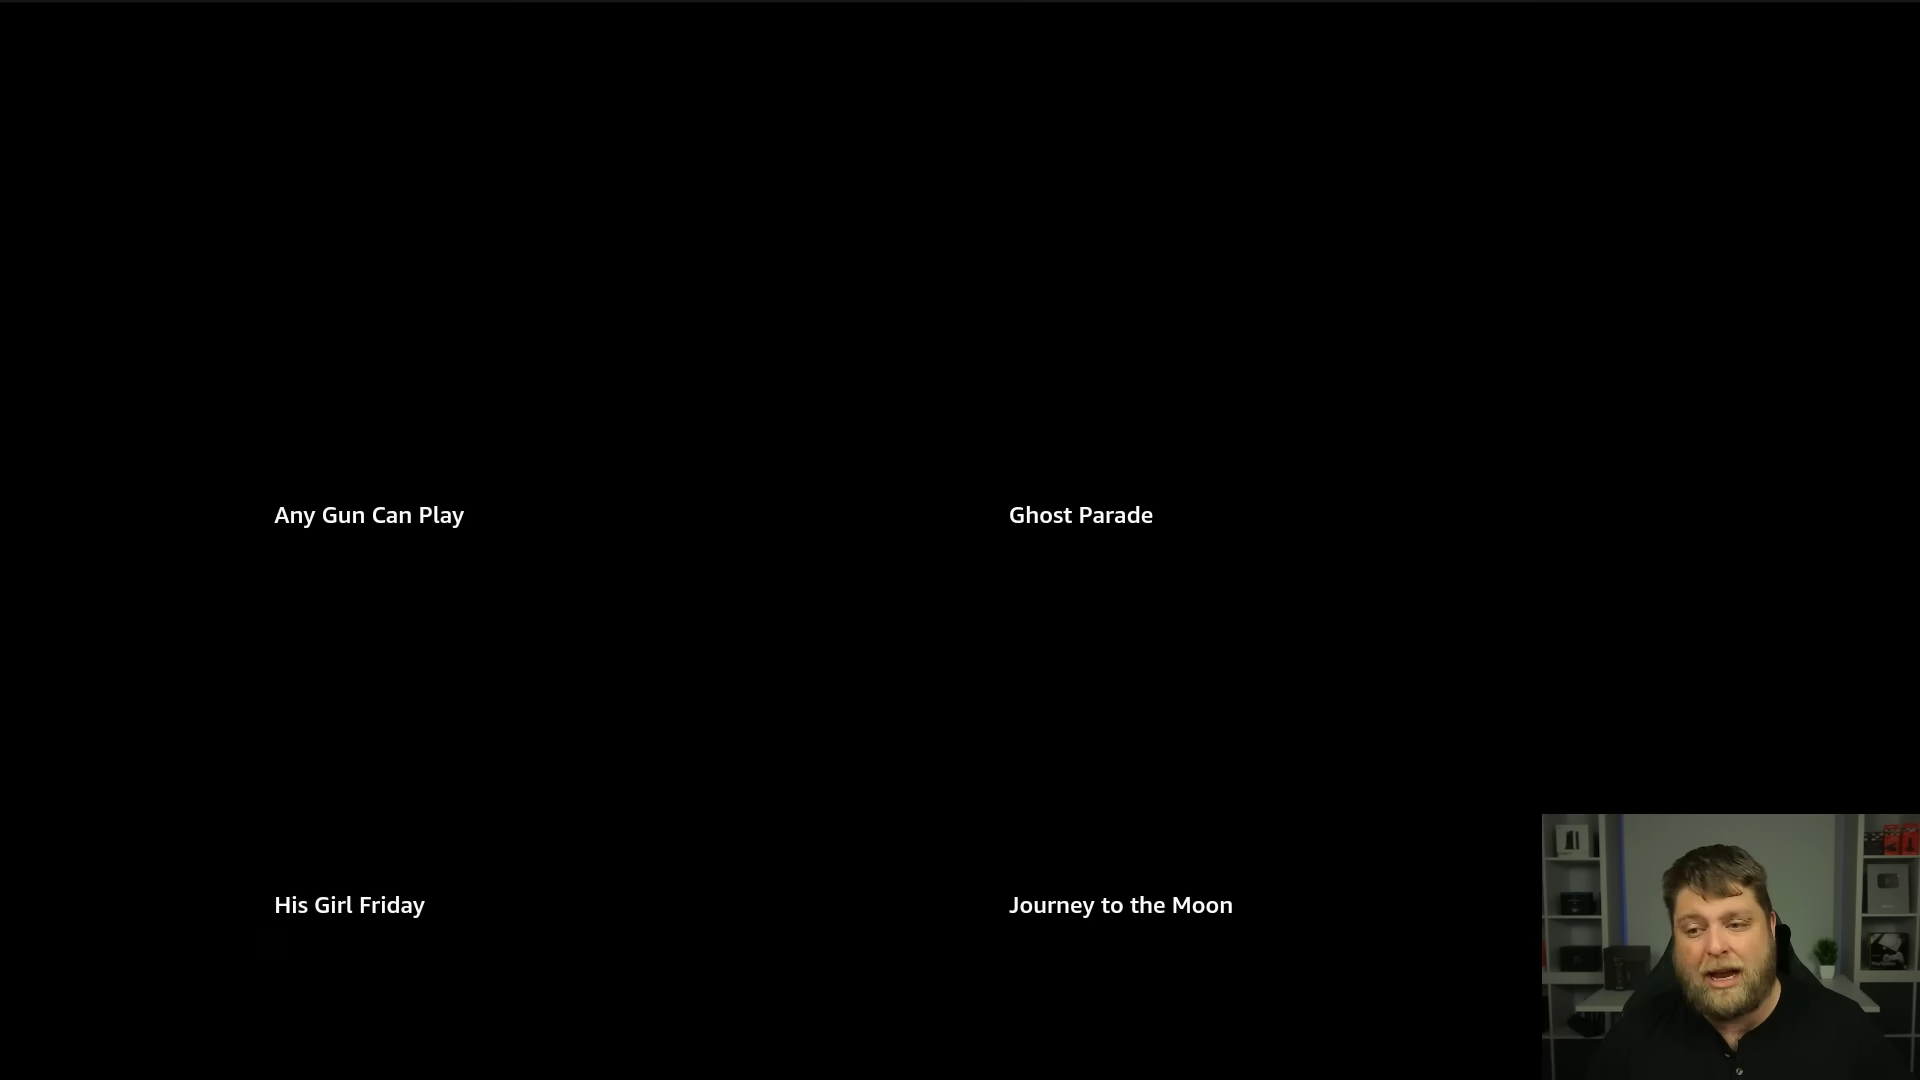 Any Gun Can Play
Ghost Parade
His Girl Friday
Journey to the Moon